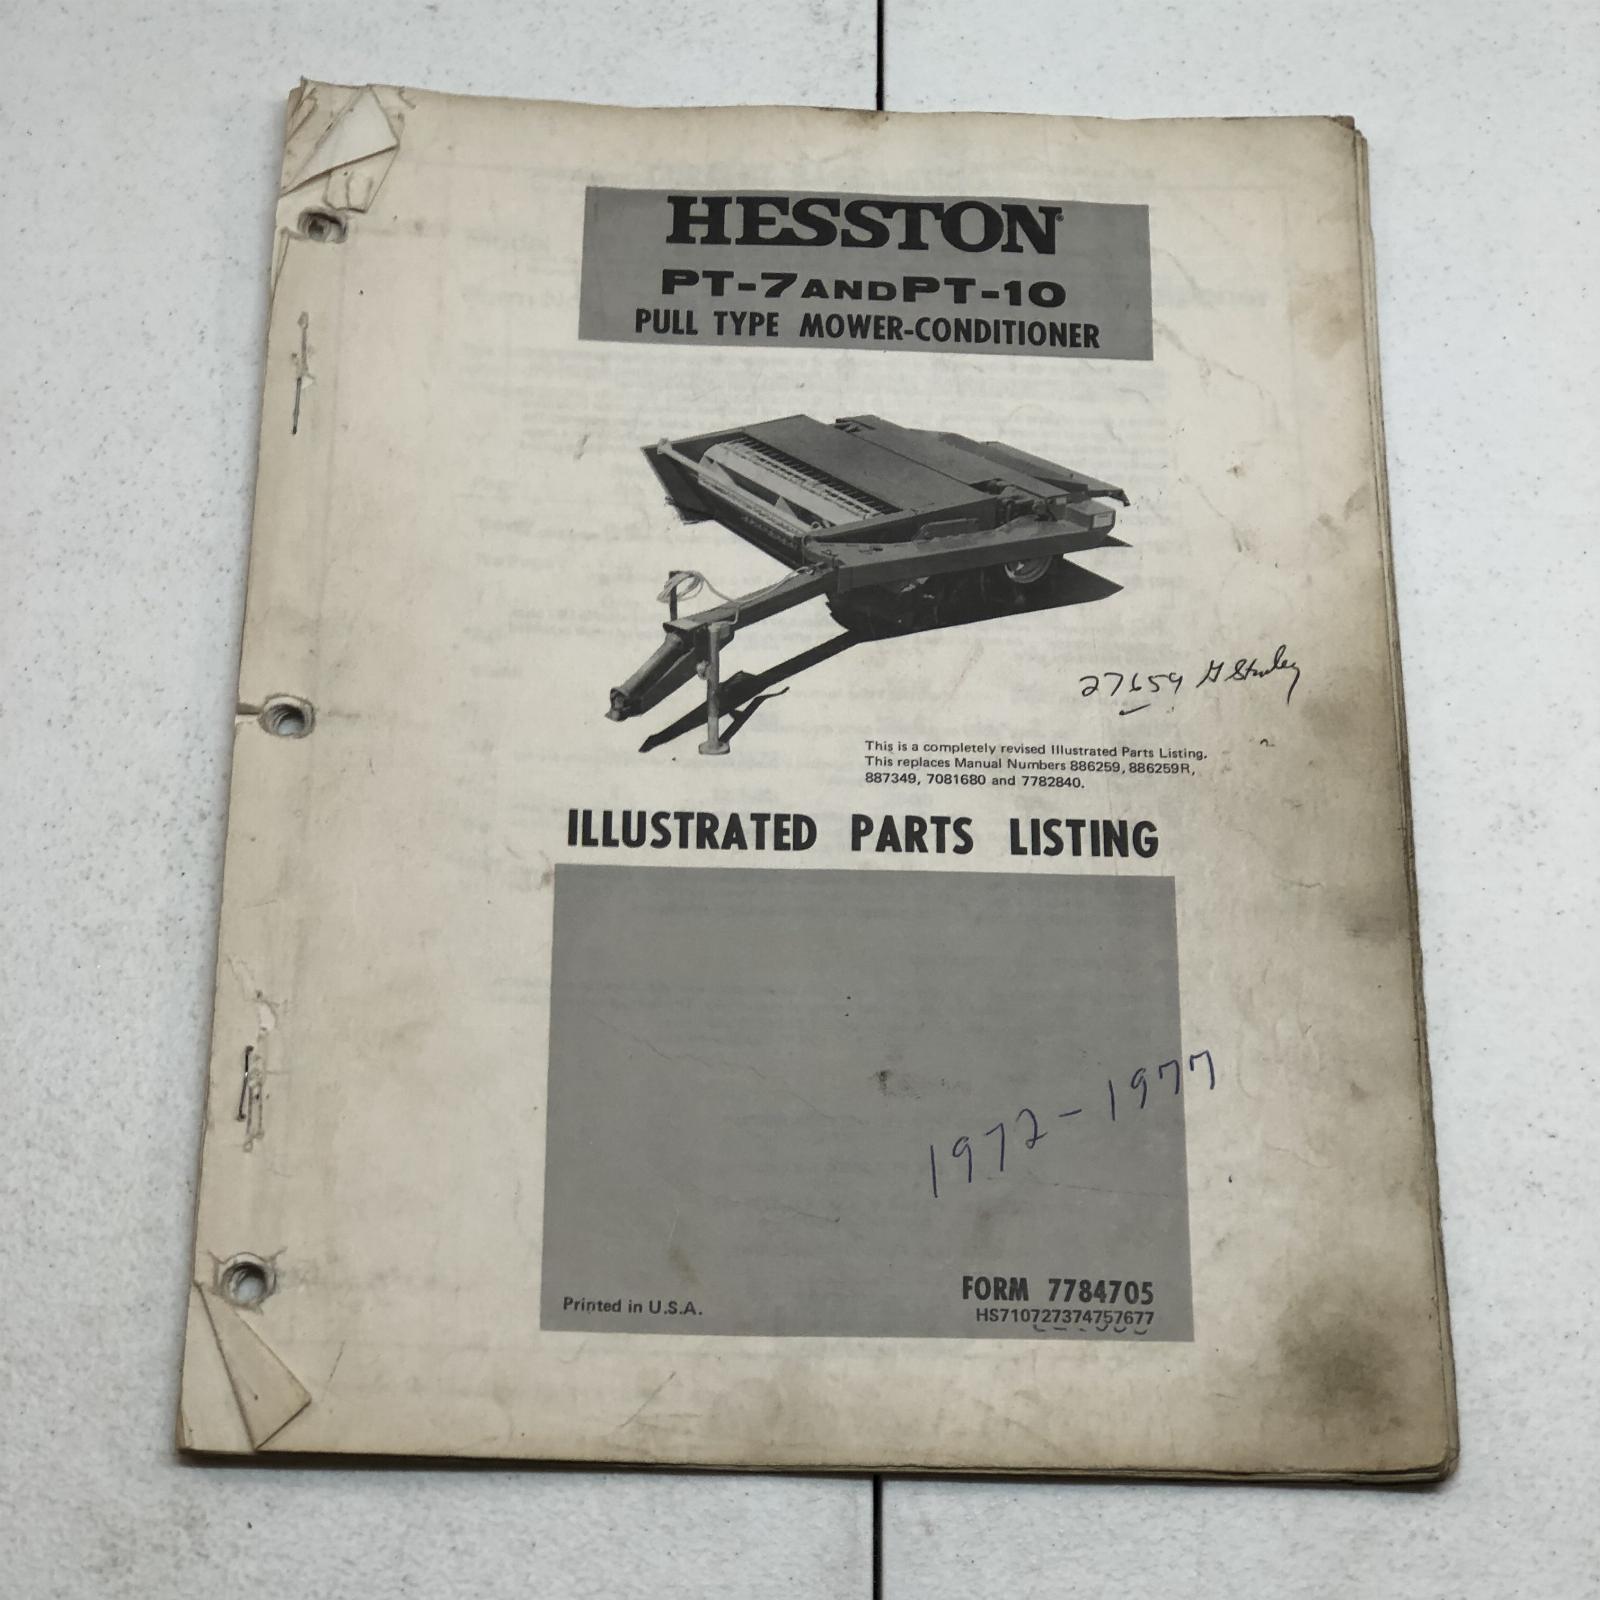 HESSTON®
PT-7 AND PT-10
PULL TYPE MOWER-CONDITIONER
27659 H Stanley
This is a completely revised Illustrated Parts Listing.
This replaces Manual Numbers 886259, 886259R,
887349, 7081680 and 7782840.
ILLUSTRATED PARTS LISTING
1972-1977
FORM 7784705
Printed in U.S.A.
HS710727374757677